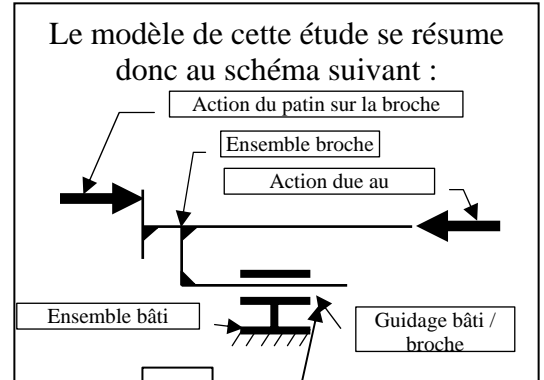 Le modèle de cette étude se résume
donc au schéma suivant :
Action du patin sur la broche
Ensemble broche
Action due au
Ensemble bâti
Guidage bâti /
broche